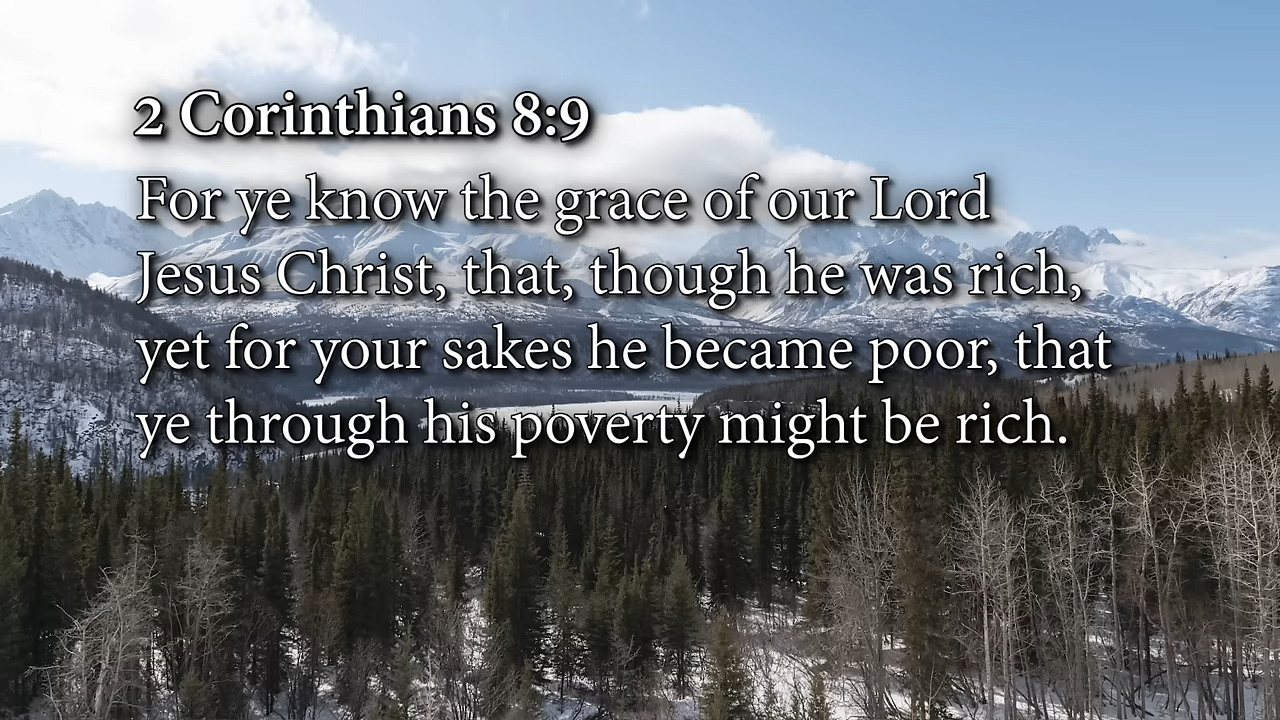 2 Corinthians 8:9
For ye know the grace of our Lord
Jesus Christ, that, though he was rich,
yet for your sakes he became poor, that
ye through his poverty might be rich.